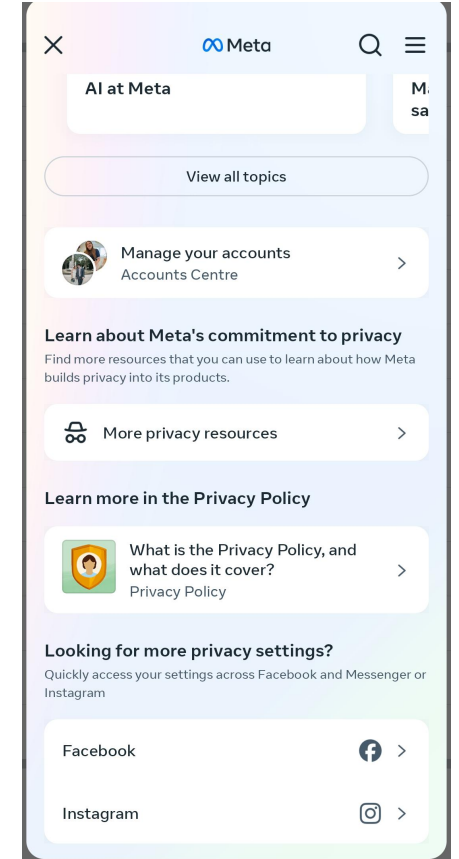 Meta
AI at Meta
sa
View all topics
Manage your accounts
Accounts Centre
Learn about Meta's commitment to privacy
Find more resources that you can use to learn about how Meta
builds privacy into its products.
More privacy resources
Learn more in the Privacy Policy
What is the Privacy Policy, and
what does it cover?
Privacy Policy
Looking for more privacy settings?
Quickly access your settings across Facebook and Messenger or
Instagram
Facebook
Instagram